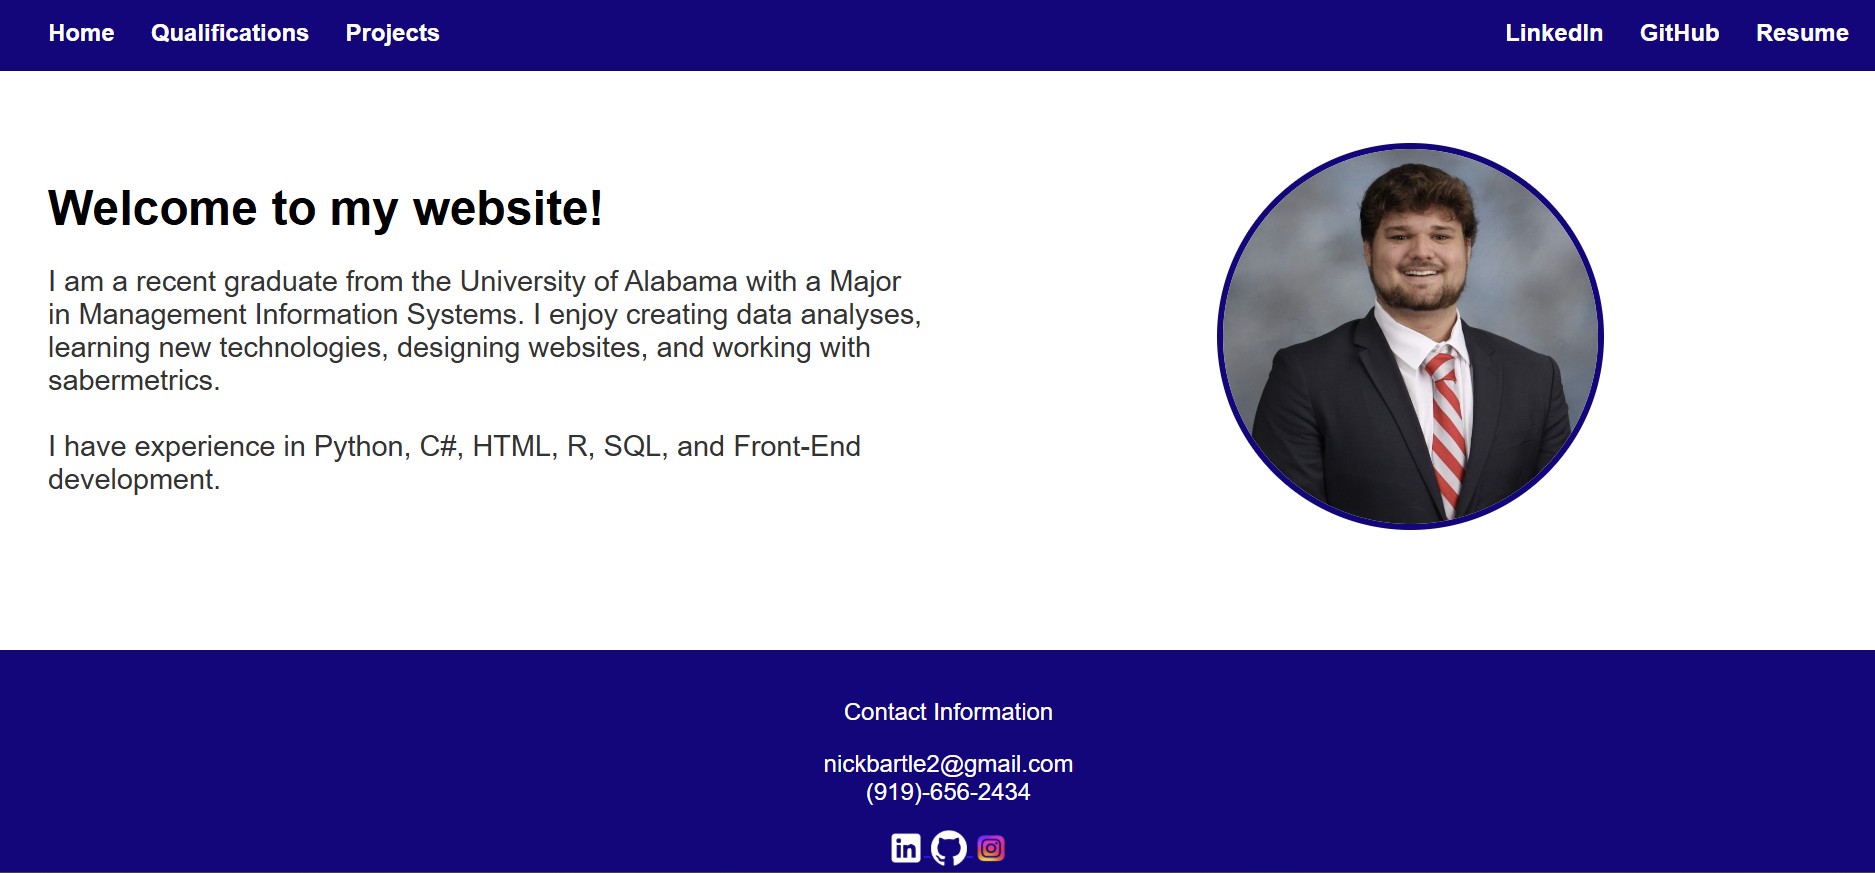 Home Qualifications Projects LinkedIn GitHub Resume
Welcome to my website!
I am a recent graduate from the University of Alabama with a Major
in Management Information Systems. I enjoy creating data analyses,
learning new technologies, designing websites, and working with
sabermetrics.
I have experience in Python, C#, HTML, R, SQL, and Front-End
development.
Contact Information
nickbartle2@gmail.com
(919)-656-2434
in